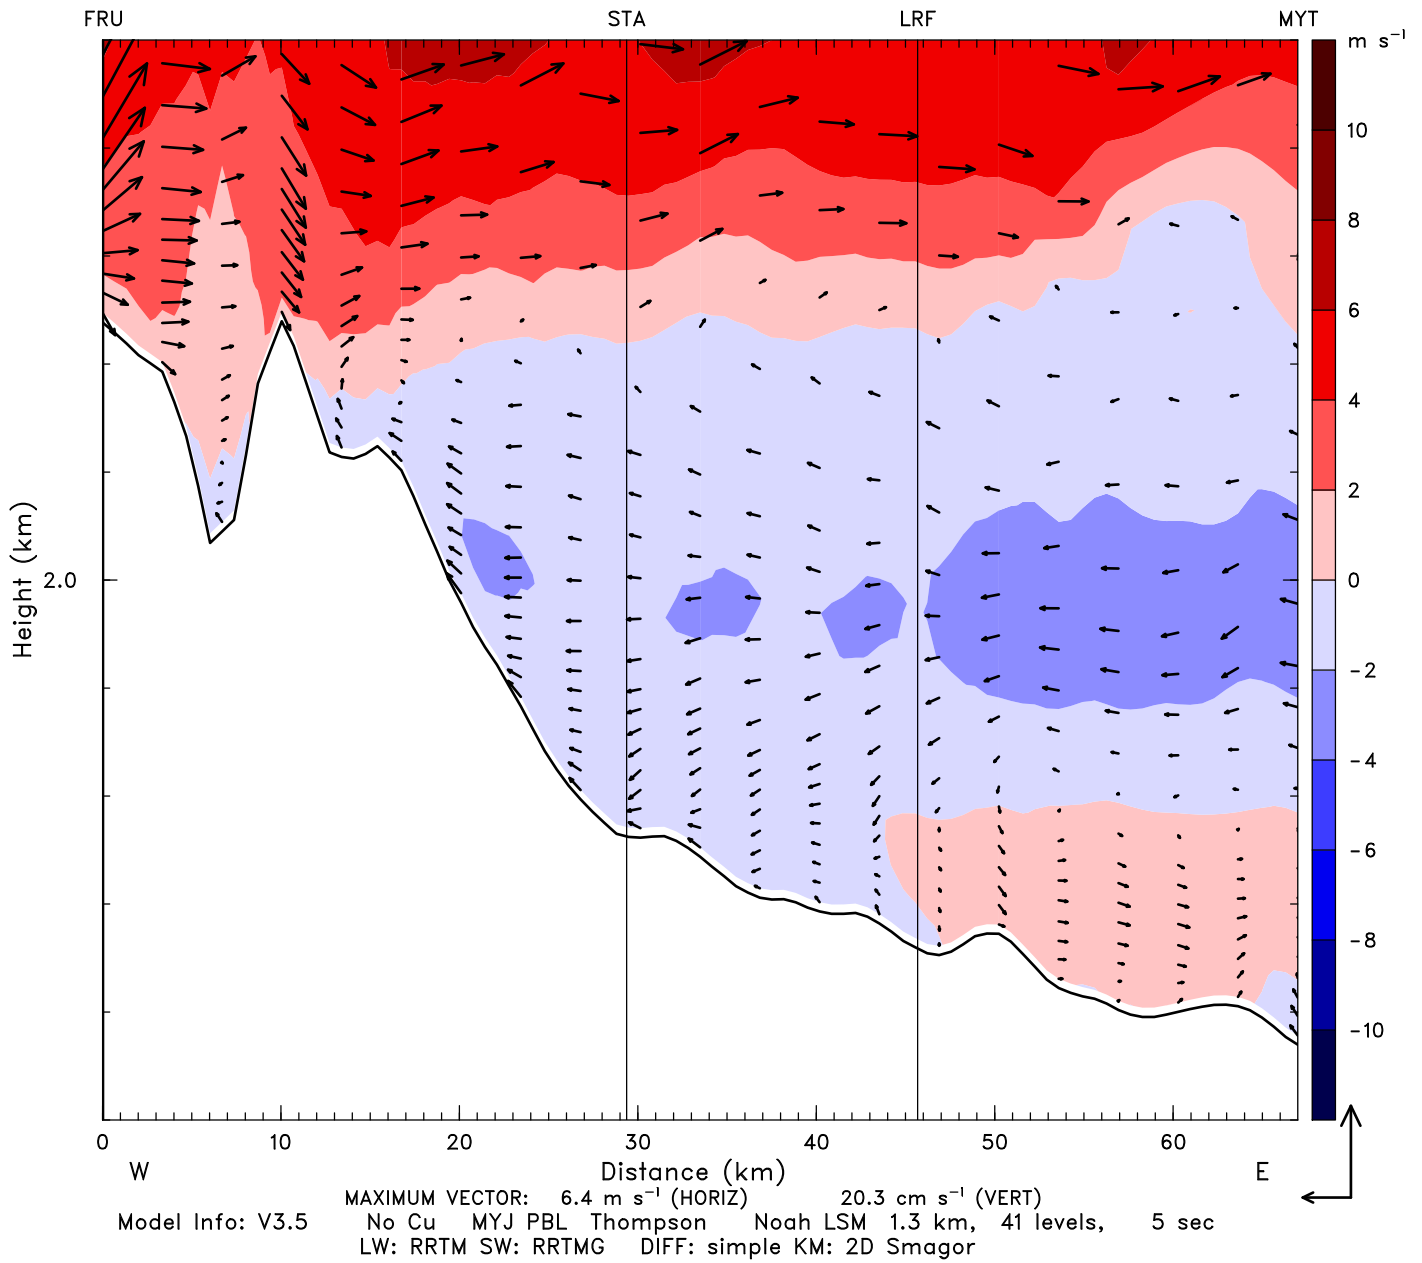 FRU STA LRF MYT
m s⁻¹
10
8
6
4
2
0
-2
-4
-6
-8
-10
Height (km)
2.0
0 10 20 30 40 50 60
W Distance (km) E
MAXIMUM VECTOR: 6.4 m s⁻¹ (HORIZ) 20.3 cm s⁻¹ (VERT)
Model Info: V3.5 No Cu MYJ PBL Thompson Noah LSM 1.3 km, 41 levels, 5 sec
LW: RRTM SW: RRTMG DIFF: simple KM: 2D Smagor